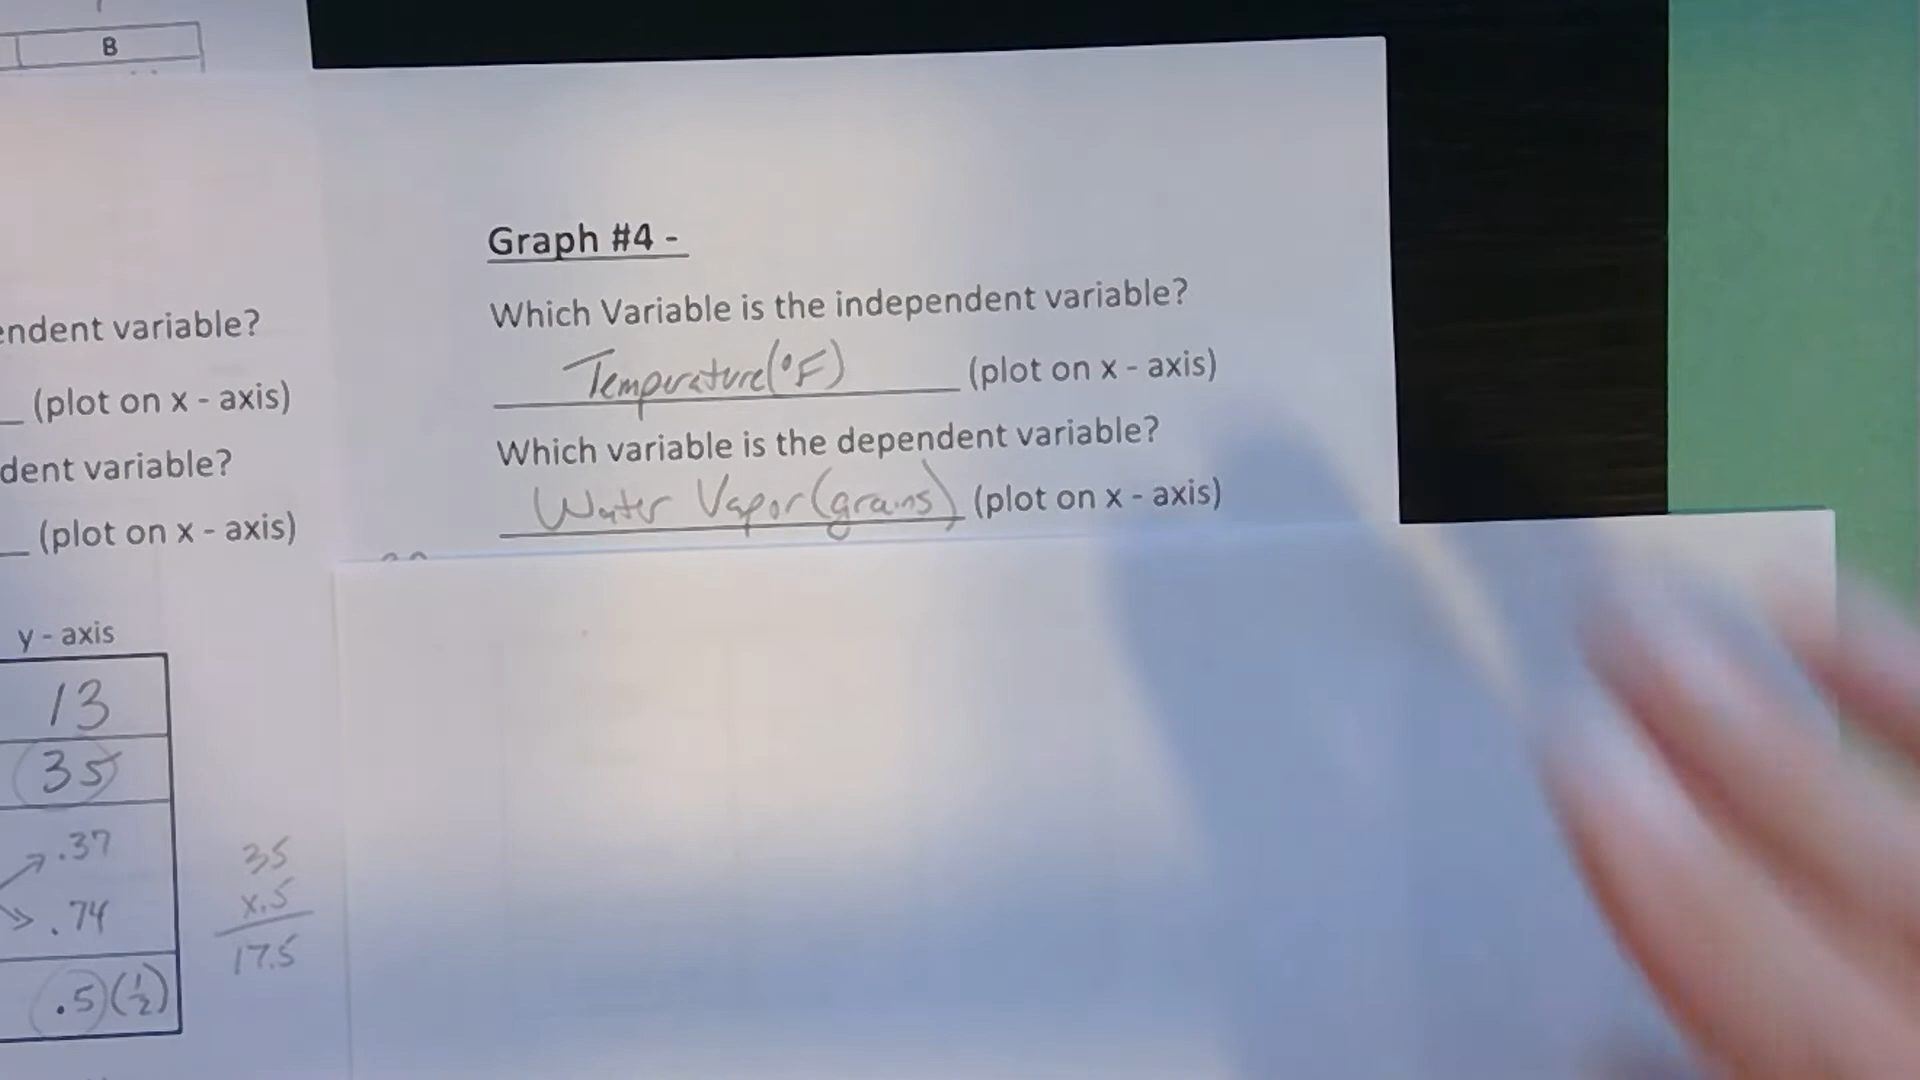 B
endent variable?
(plot on x - axis)
dent variable?
(plot on x - axis)
y - axis
13
35
.37
.74
.5 (1/2)
35
x.5
17.5
Graph #4 -
Which Variable is the independent variable?
Temperature (°F) (plot on x - axis)
Which variable is the dependent variable?
Water Vapor (grains) (plot on x - axis)